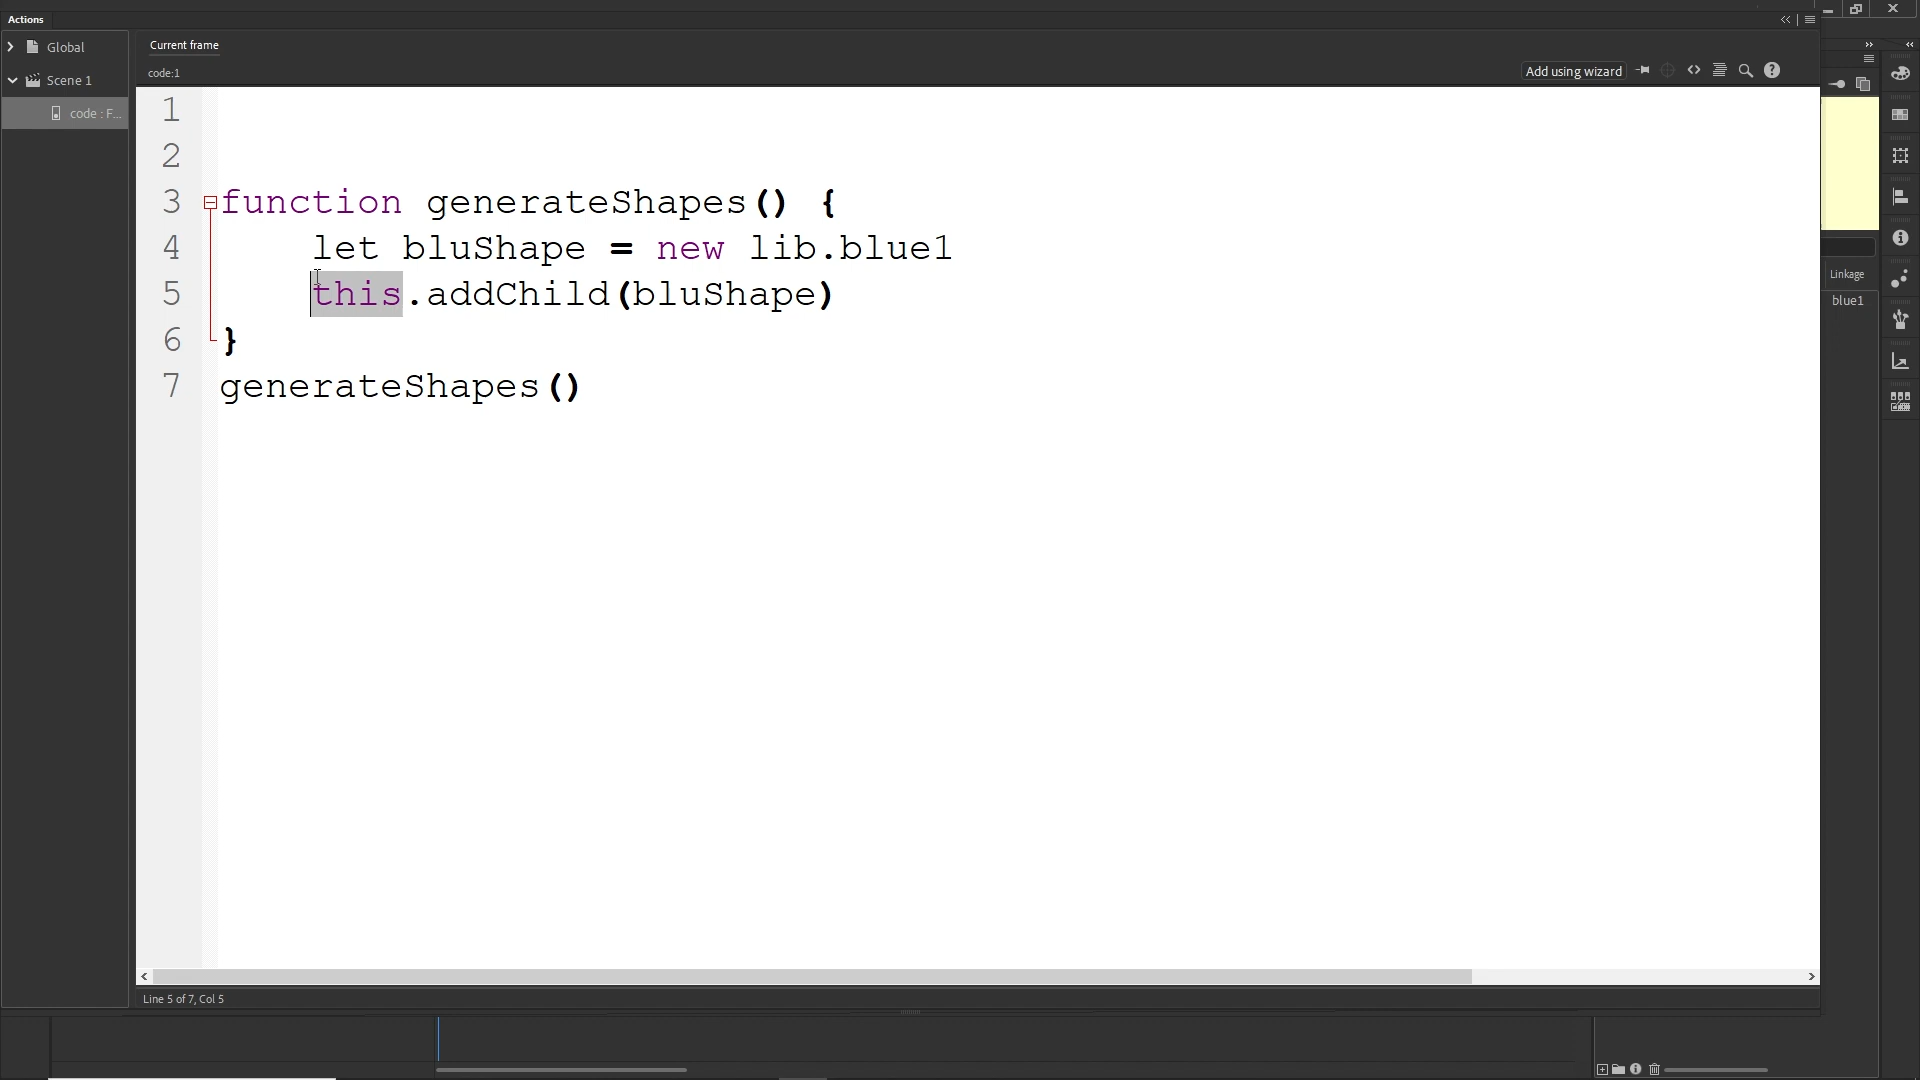 Actions
Global
Current frame
Scene 1
code:1
Add using wizard
code : F...
1
2
3 function generateShapes() {
4 let bluShape = new lib.blue1
5 this.addChild(bluShape)
6 }
7 generateShapes()
Linkage
blue1
Line 5 of 7, Col 5